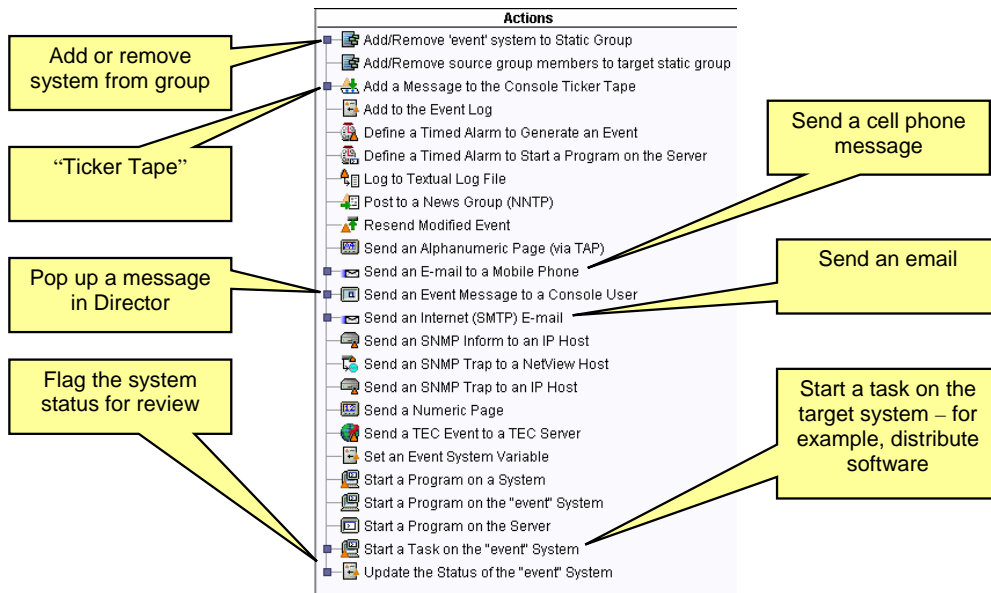 Actions
Add/Remove 'event' system to Static Group
Add/Remove source group members to target static group
Add a Message to the Console Ticker Tape
Add to the Event Log
Define a Timed Alarm to Generate an Event
Define a Timed Alarm to Start a Program on the Server
Log to Textual Log File
Post to a News Group (NNTP)
Resend Modified Event
Send an Alphanumeric Page (via TAP)
Send an E-mail to a Mobile Phone
Send an Event Message to a Console User
Send an Internet (SMTP) E-mail
Send an SNMP Inform to an IP Host
Send an SNMP Trap to a NetView Host
Send an SNMP Trap to an IP Host
Send a Numeric Page
Send a TEC Event to a TEC Server
Set an Event System Variable
Start a Program on a System
Start a Program on the "event" System
Start a Program on the Server
Start a Task on the "event" System
Update the Status of the "event" System
Add or remove
system from group
“Ticker Tape”
Pop up a message
in Director
Flag the system
status for review
Send a cell phone
message
Send an email
Start a task on the
target system – for
example, distribute
software